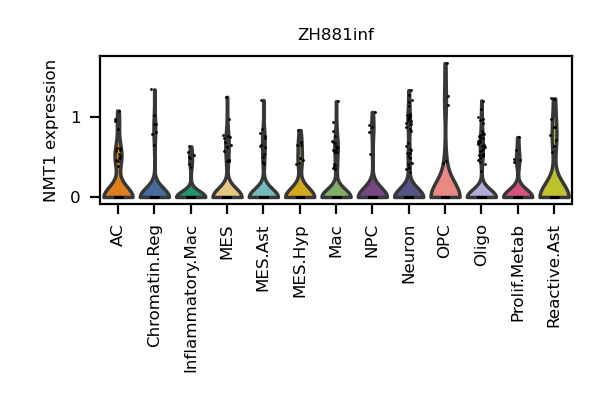 ZH881inf
NMT1 expression
1
0
AC
Chromatin.Reg
Inflammatory.Mac
MES
MES.Ast
MES.Hyp
Mac
NPC
Neuron
OPC
Oligo
Prolif.Metab
Reactive.Ast